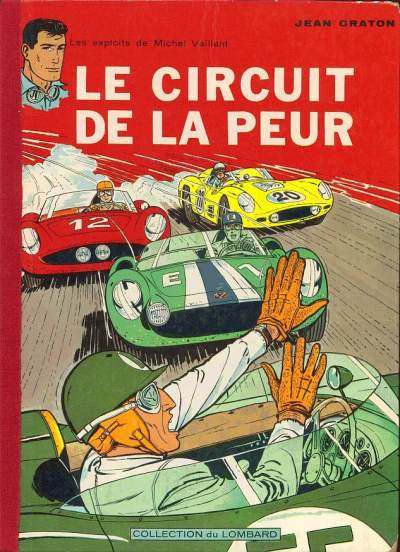 JEAN GRATON
Les exploits de Michel Vaillant
LE CIRCUIT
DE LA PEUR
20
12
E
COLLECTION DU LOMBARD